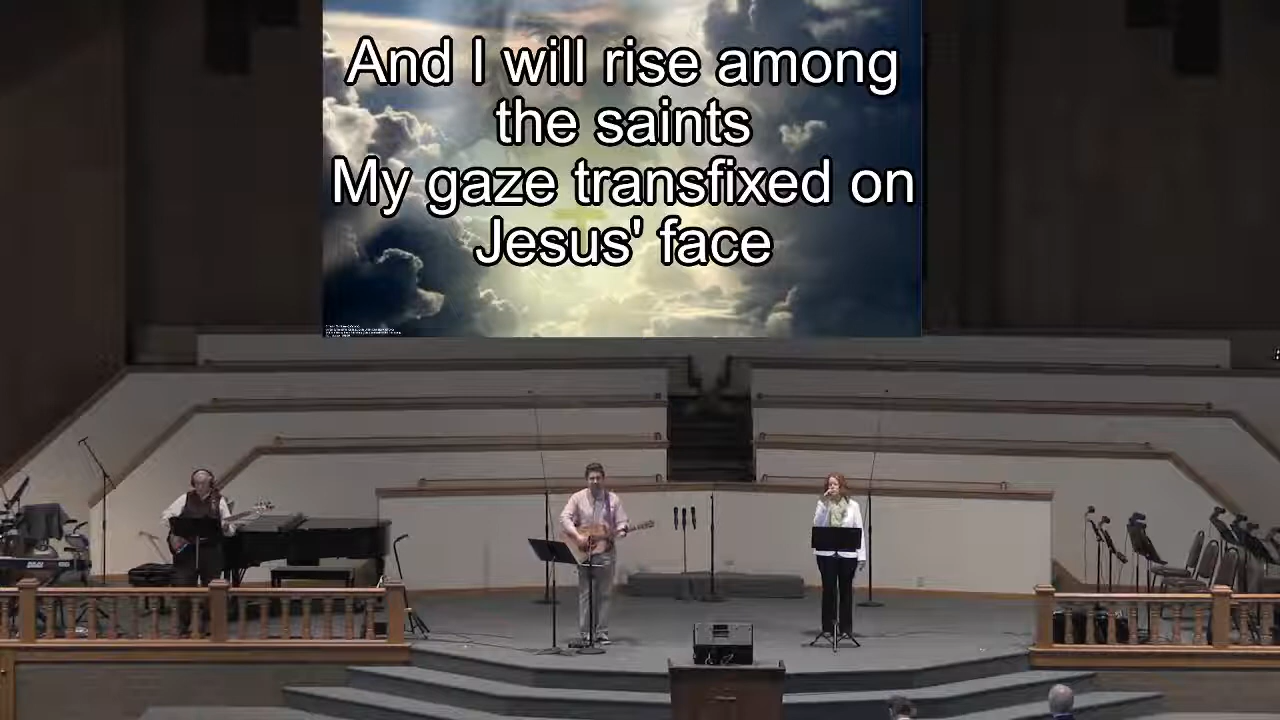 And I will rise among
the saints
My gaze transfixed on
Jesus' face